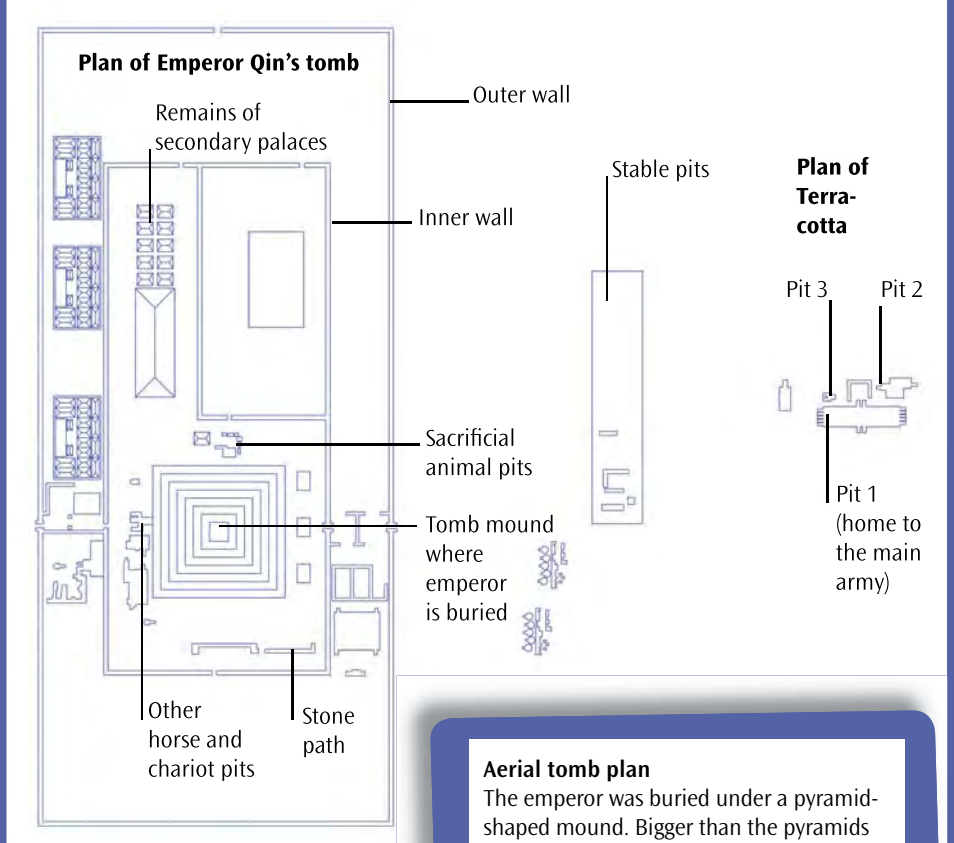 Plan of Emperor Qin's tomb
Outer wall
Remains of
secondary palaces
Inner wall
Stable pits
Plan of
Terra-
cotta
Pit 3
Pit 2
Sacrificial
animal pits
Tomb mound
where
emperor
is buried
Pit 1
(home to
the main
army)
Other
horse and
chariot pits
Stone
path
Aerial tomb plan
The emperor was buried under a pyramid-
shaped mound. Bigger than the pyramids